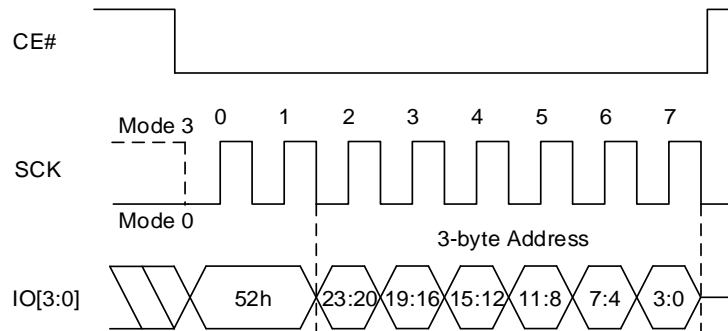 CE#
Mode 3
0 1 2 3 4 5 6 7
SCK
Mode 0
3-byte Address
IO[3:0]
52h 23:20 19:16 15:12 11:8 7:4 3:0